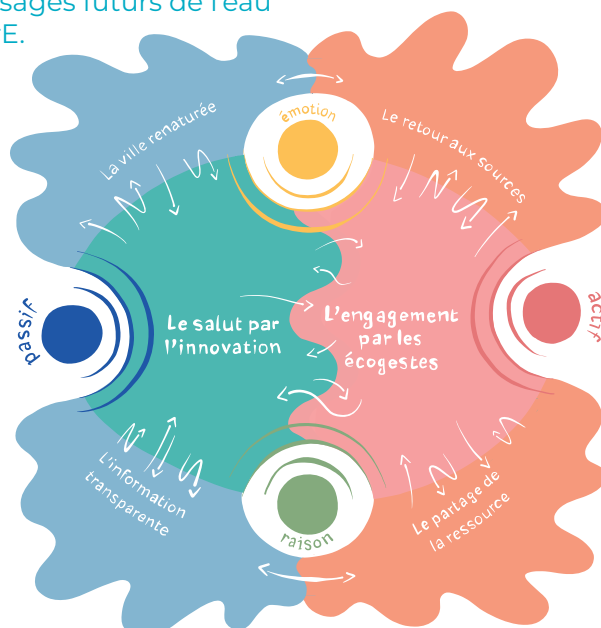 sages futurs de l'eau
E.
émotion
La ville renaturée
Le retour aux sources
passif
actif
Le salut par
l'innovation
L'engagement
par les
écogestes
L'information
transparente
Le partage de
la ressource
raison